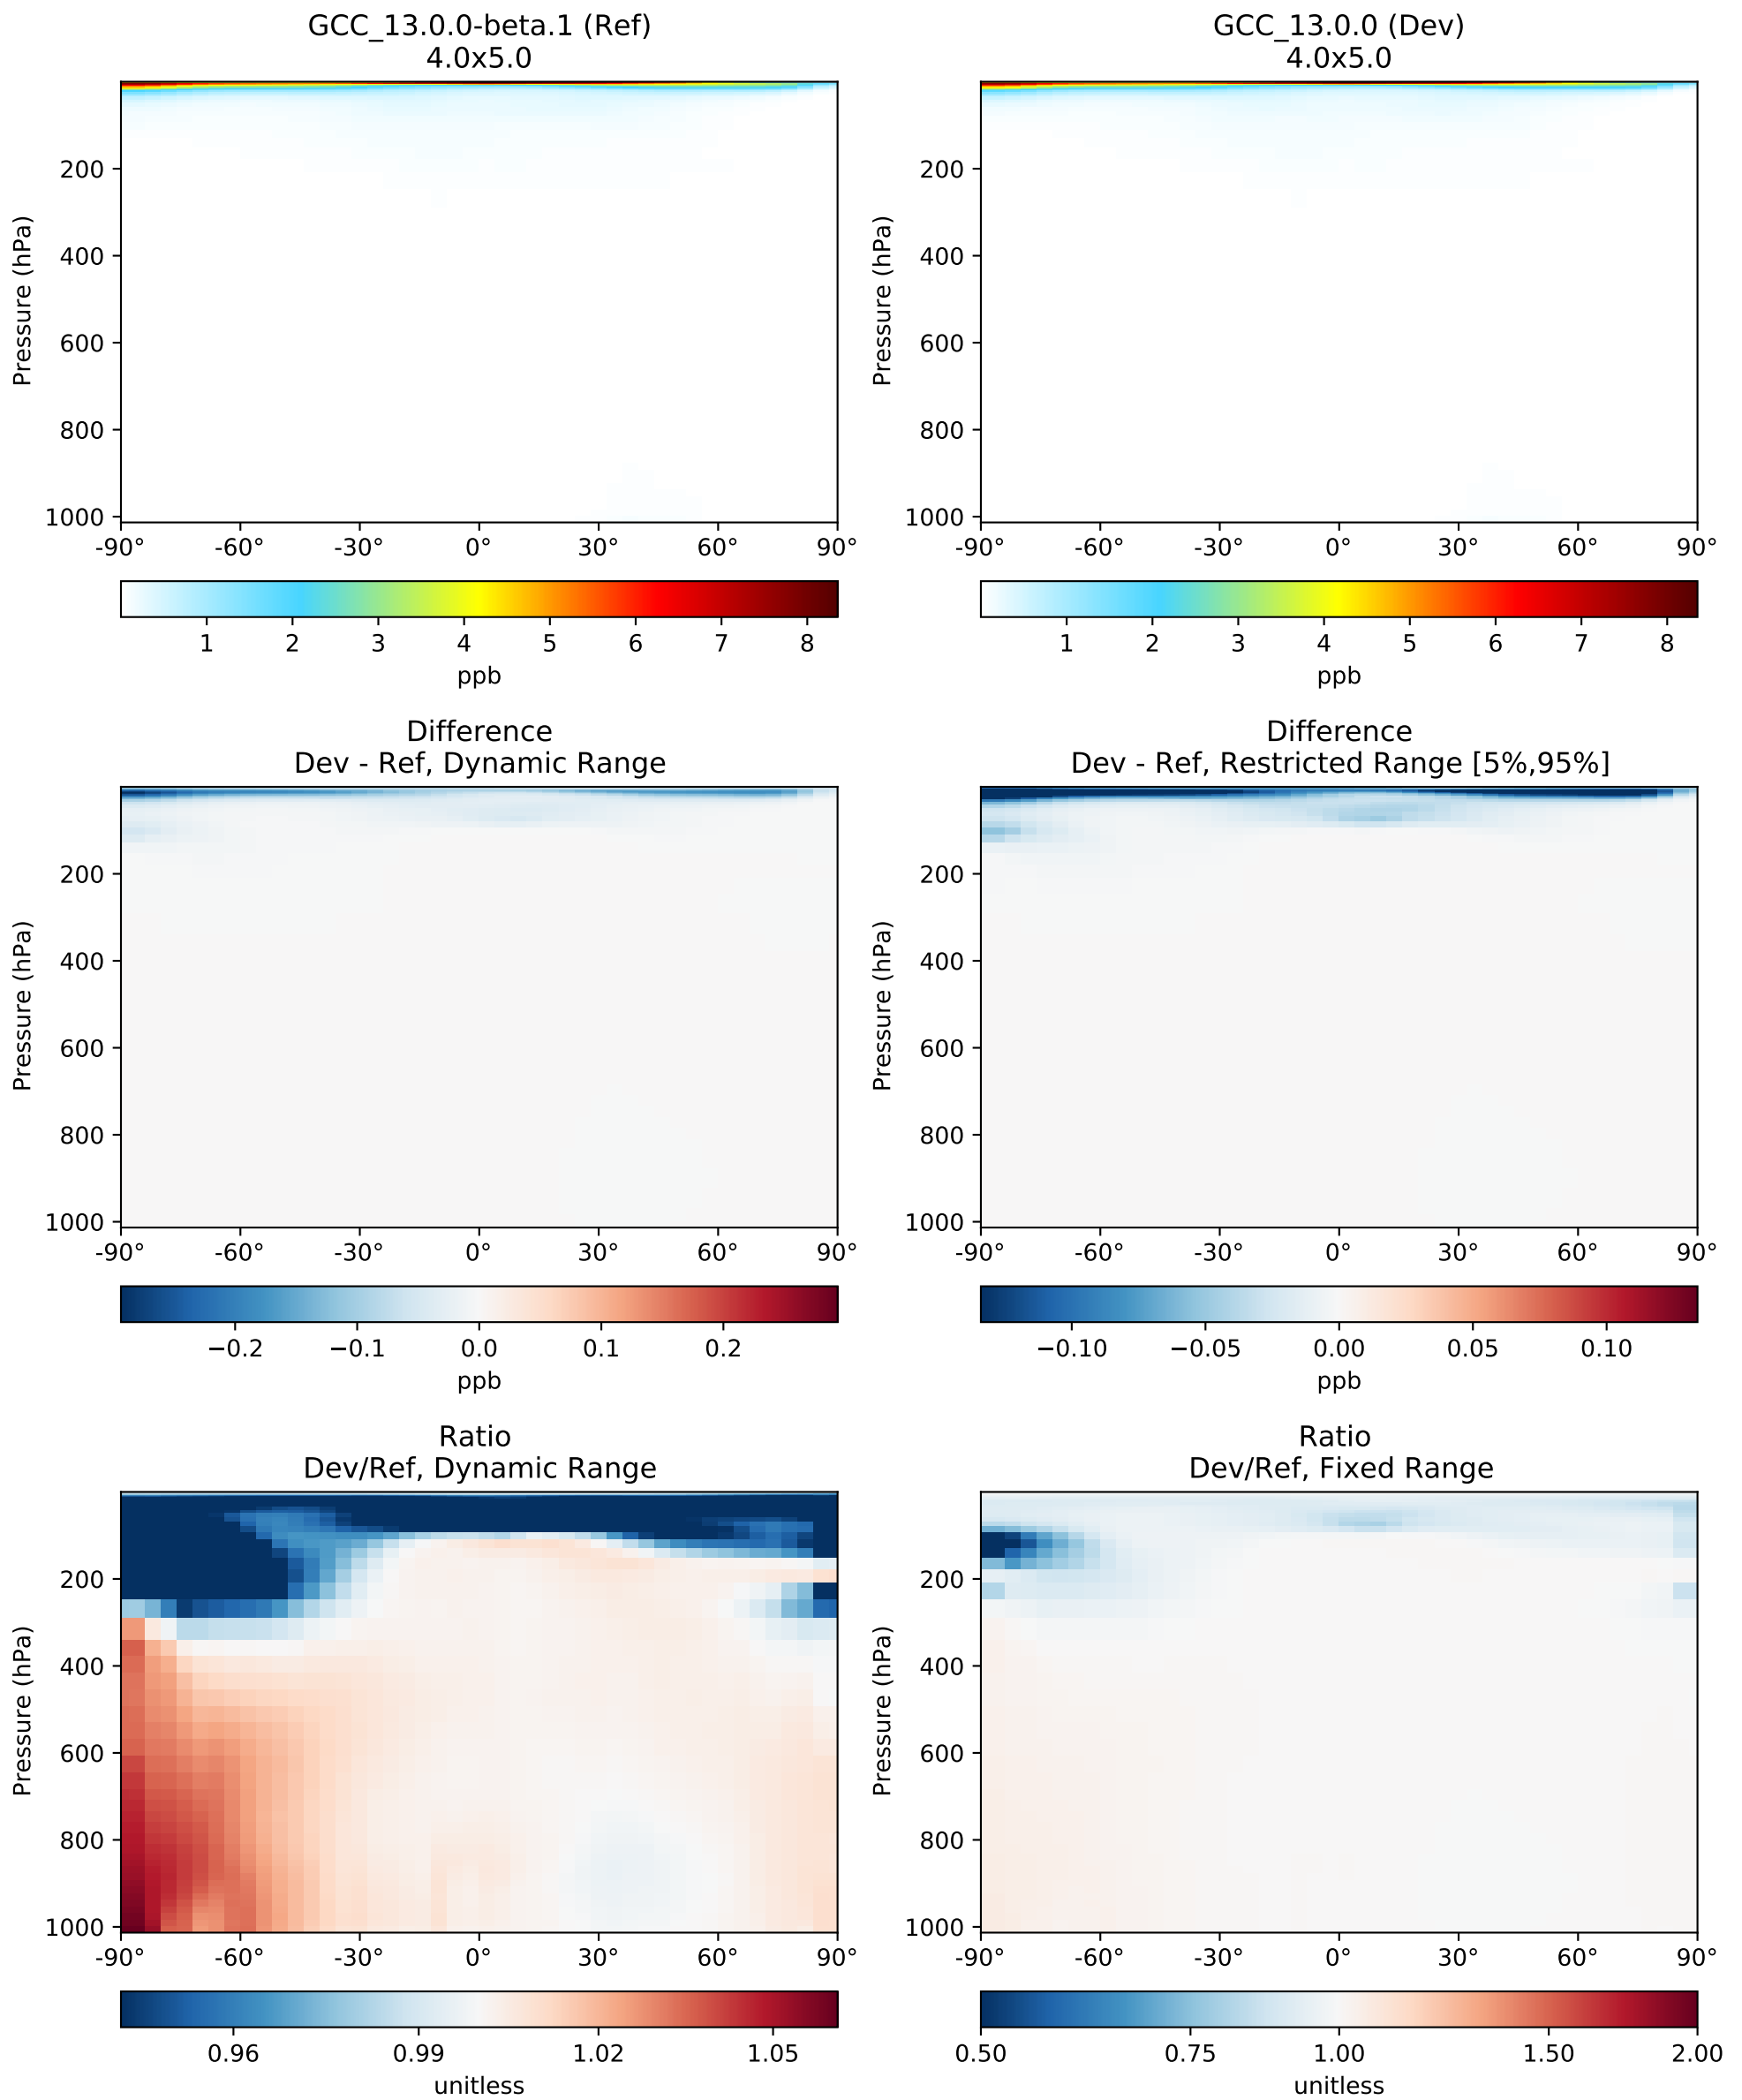 GCC_13.0.0-beta.1 (Ref)
4.0x5.0
Pressure (hPa)
200
400
600
800
1000
-90° -60° -30° 0° 30° 60° 90°
1 2 3 4 5 6 7 8
ppb
GCC_13.0.0 (Dev)
4.0x5.0
Pressure (hPa)
200
400
600
800
1000
-90° -60° -30° 0° 30° 60° 90°
1 2 3 4 5 6 7 8
ppb
Difference
Dev - Ref, Dynamic Range
Pressure (hPa)
200
400
600
800
1000
-90° -60° -30° 0° 30° 60° 90°
−0.2 −0.1 0.0 0.1 0.2
ppb
Difference
Dev - Ref, Restricted Range [5%,95%]
Pressure (hPa)
200
400
600
800
1000
-90° -60° -30° 0° 30° 60° 90°
−0.10 −0.05 0.00 0.05 0.10
ppb
Ratio
Dev/Ref, Dynamic Range
Pressure (hPa)
200
400
600
800
1000
-90° -60° -30° 0° 30° 60° 90°
0.96 0.99 1.02 1.05
unitless
Ratio
Dev/Ref, Fixed Range
Pressure (hPa)
200
400
600
800
1000
-90° -60° -30° 0° 30° 60° 90°
0.50 0.75 1.00 1.50 2.00
unitless